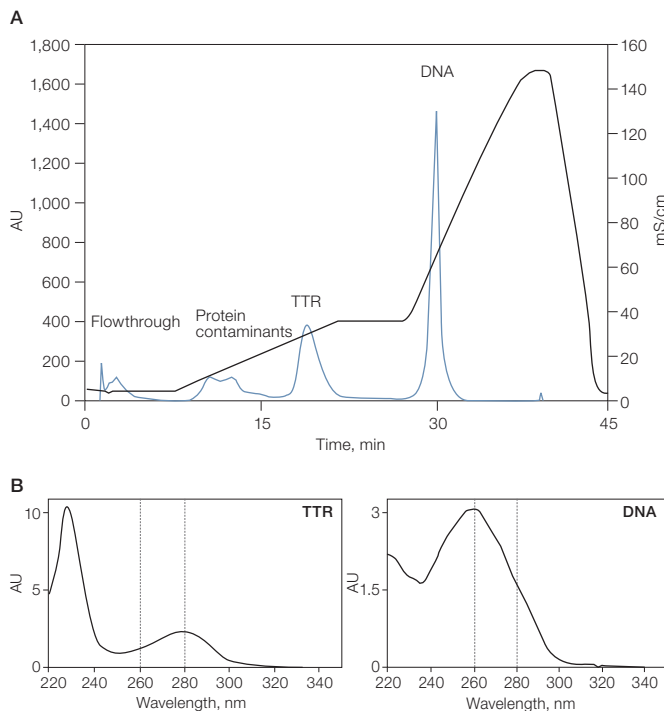 A
1,800
1,600
1,400
1,200
1,000
800
600
400
200
0
AU
160
140
120
100
80
60
40
20
0
mS/cm
DNA
TTR
Protein
contaminants
Flowthrough
0 15 30 45
Time, min
B
TTR
10
5
0
AU
220 240 260 280 300 320 340
Wavelength, nm
DNA
3
1.5
0
AU
220 240 260 280 300 320 340
Wavelength, nm